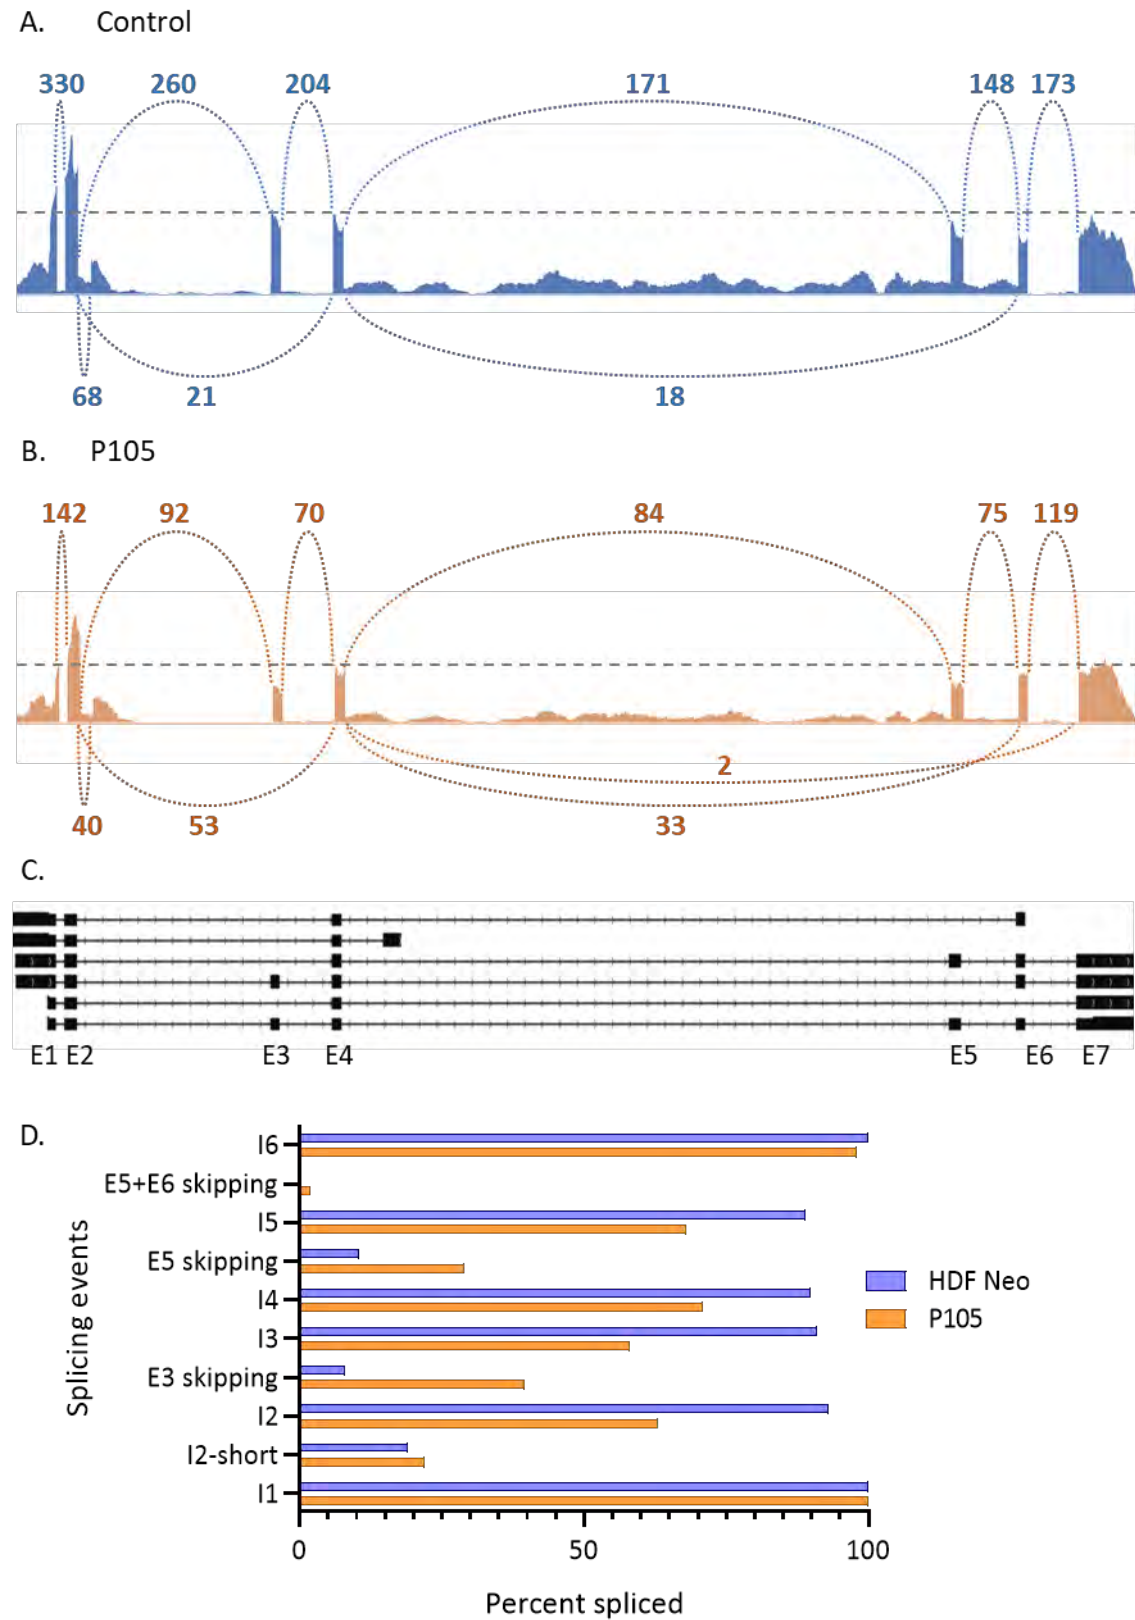 A. Control
330 260 204 171 148 173
68 21 18
B. P105
142 92 70 84 75 119
2
40 53 33
C.
E1 E2 E3 E4 E5 E6 E7
D.
I6
E5+E6 skipping
I5
E5 skipping
I4
I3
E3 skipping
I2
I2-short
I1
Splicing events
HDF Neo
P105
0 50 100
Percent spliced